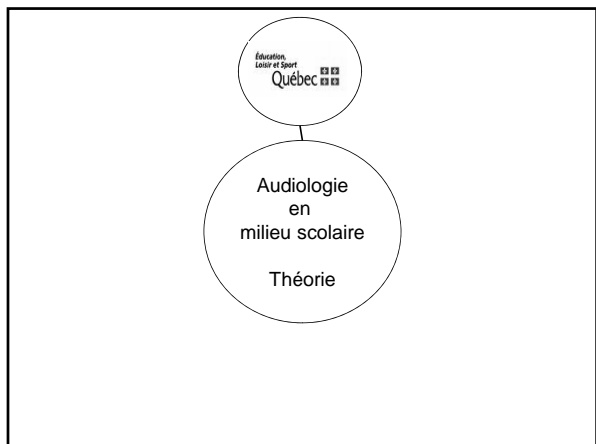 Éducation,
Loisir et Sport
Québec
Audiologie
en
milieu scolaire
Théorie